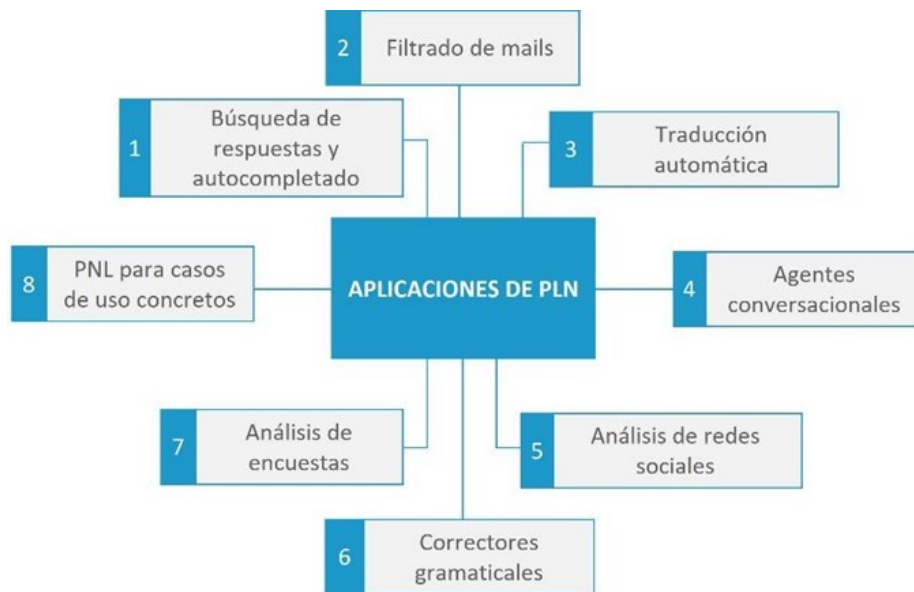 2
Filtrado de mails
1
Búsqueda de
respuestas y
autocompletado
3
Traducción
automática
8
PNL para casos
de uso concretos
APLICACIONES DE PLN
4
Agentes
conversacionales
7
Análisis de
encuestas
5
Análisis de redes
sociales
6
Correctores
gramaticales